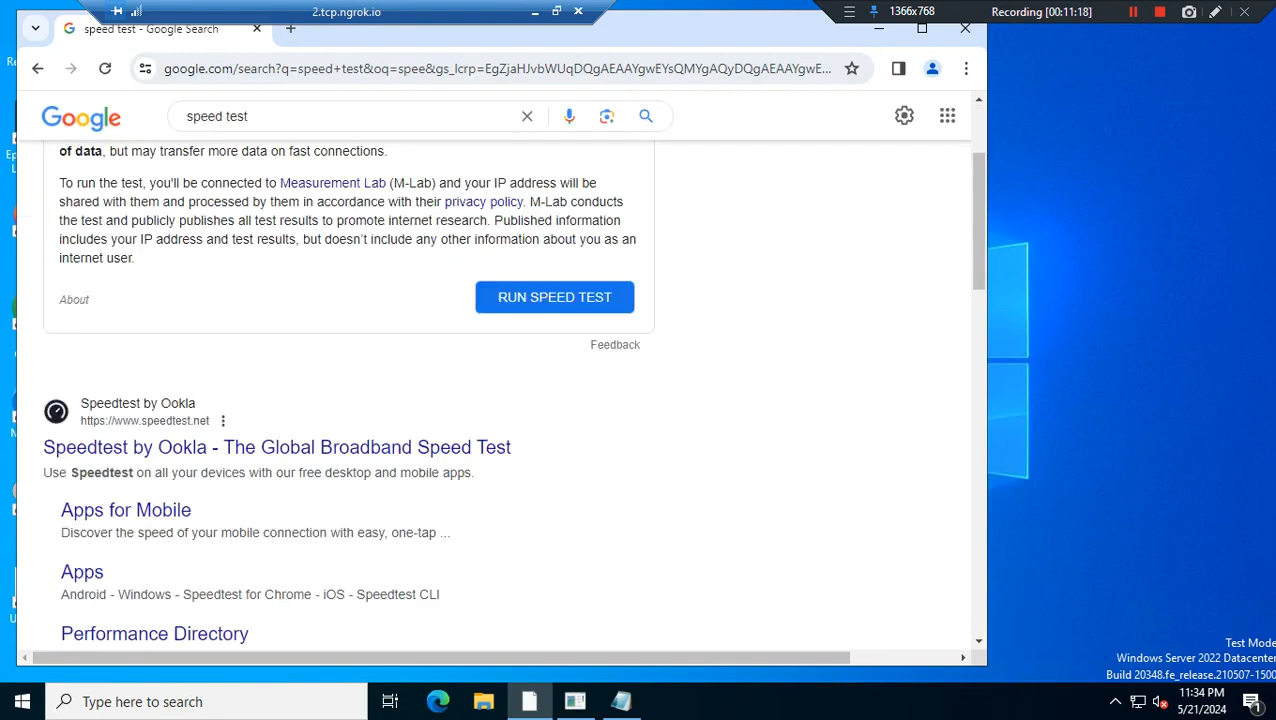 2.tcp.ngrok.io
1366x768
Recording [00:11:18]
speed test - Google Search
google.com/search?q=speed+test&oq=spee&gs_lcrp=EgZjaHJvbWUqDQgAEAAYgwEYsQMYgAQyDQgAEAAYgwE...
Google
speed test
of data, but may transfer more data on fast connections.
To run the test, you'll be connected to Measurement Lab (M-Lab) and your IP address will be
shared with them and processed by them in accordance with their privacy policy. M-Lab conducts
the test and publicly publishes all test results to promote internet research. Published information
includes your IP address and test results, but doesn't include any other information about you as an
internet user.
About
RUN SPEED TEST
Feedback
Speedtest by Ookla
https://www.speedtest.net
Speedtest by Ookla - The Global Broadband Speed Test
Use Speedtest on all your devices with our free desktop and mobile apps.
Apps for Mobile
Discover the speed of your mobile connection with easy, one-tap ...
Apps
Android - Windows - Speedtest for Chrome - iOS - Speedtest CLI
Performance Directory
Test Mode
Windows Server 2022 Datacenter
Build 20348.fe_release.210507-1500
Type here to search
11:34 PM
5/21/2024
1